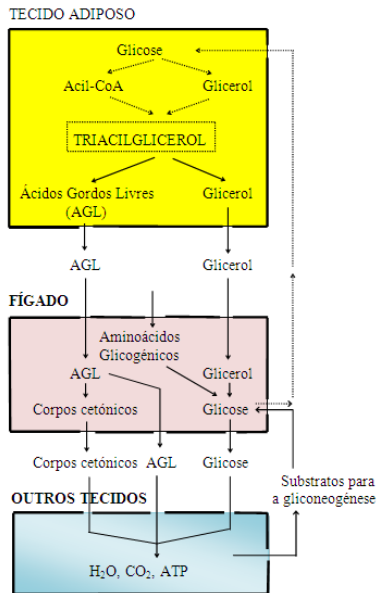 TECIDO ADIPOSO
Glicose
Acil-CoA Glicerol
TRIACILGLICEROL
Ácidos Gordos Livres Glicerol
(AGL)
AGL Glicerol
FÍGADO
Aminoácidos
Glicogénicos
AGL Glicerol
Corpos cetónicos Glicose
Corpos cetónicos AGL Glicose
Substratos para
a gliconeogénese
OUTROS TECIDOS
H₂O, CO₂, ATP